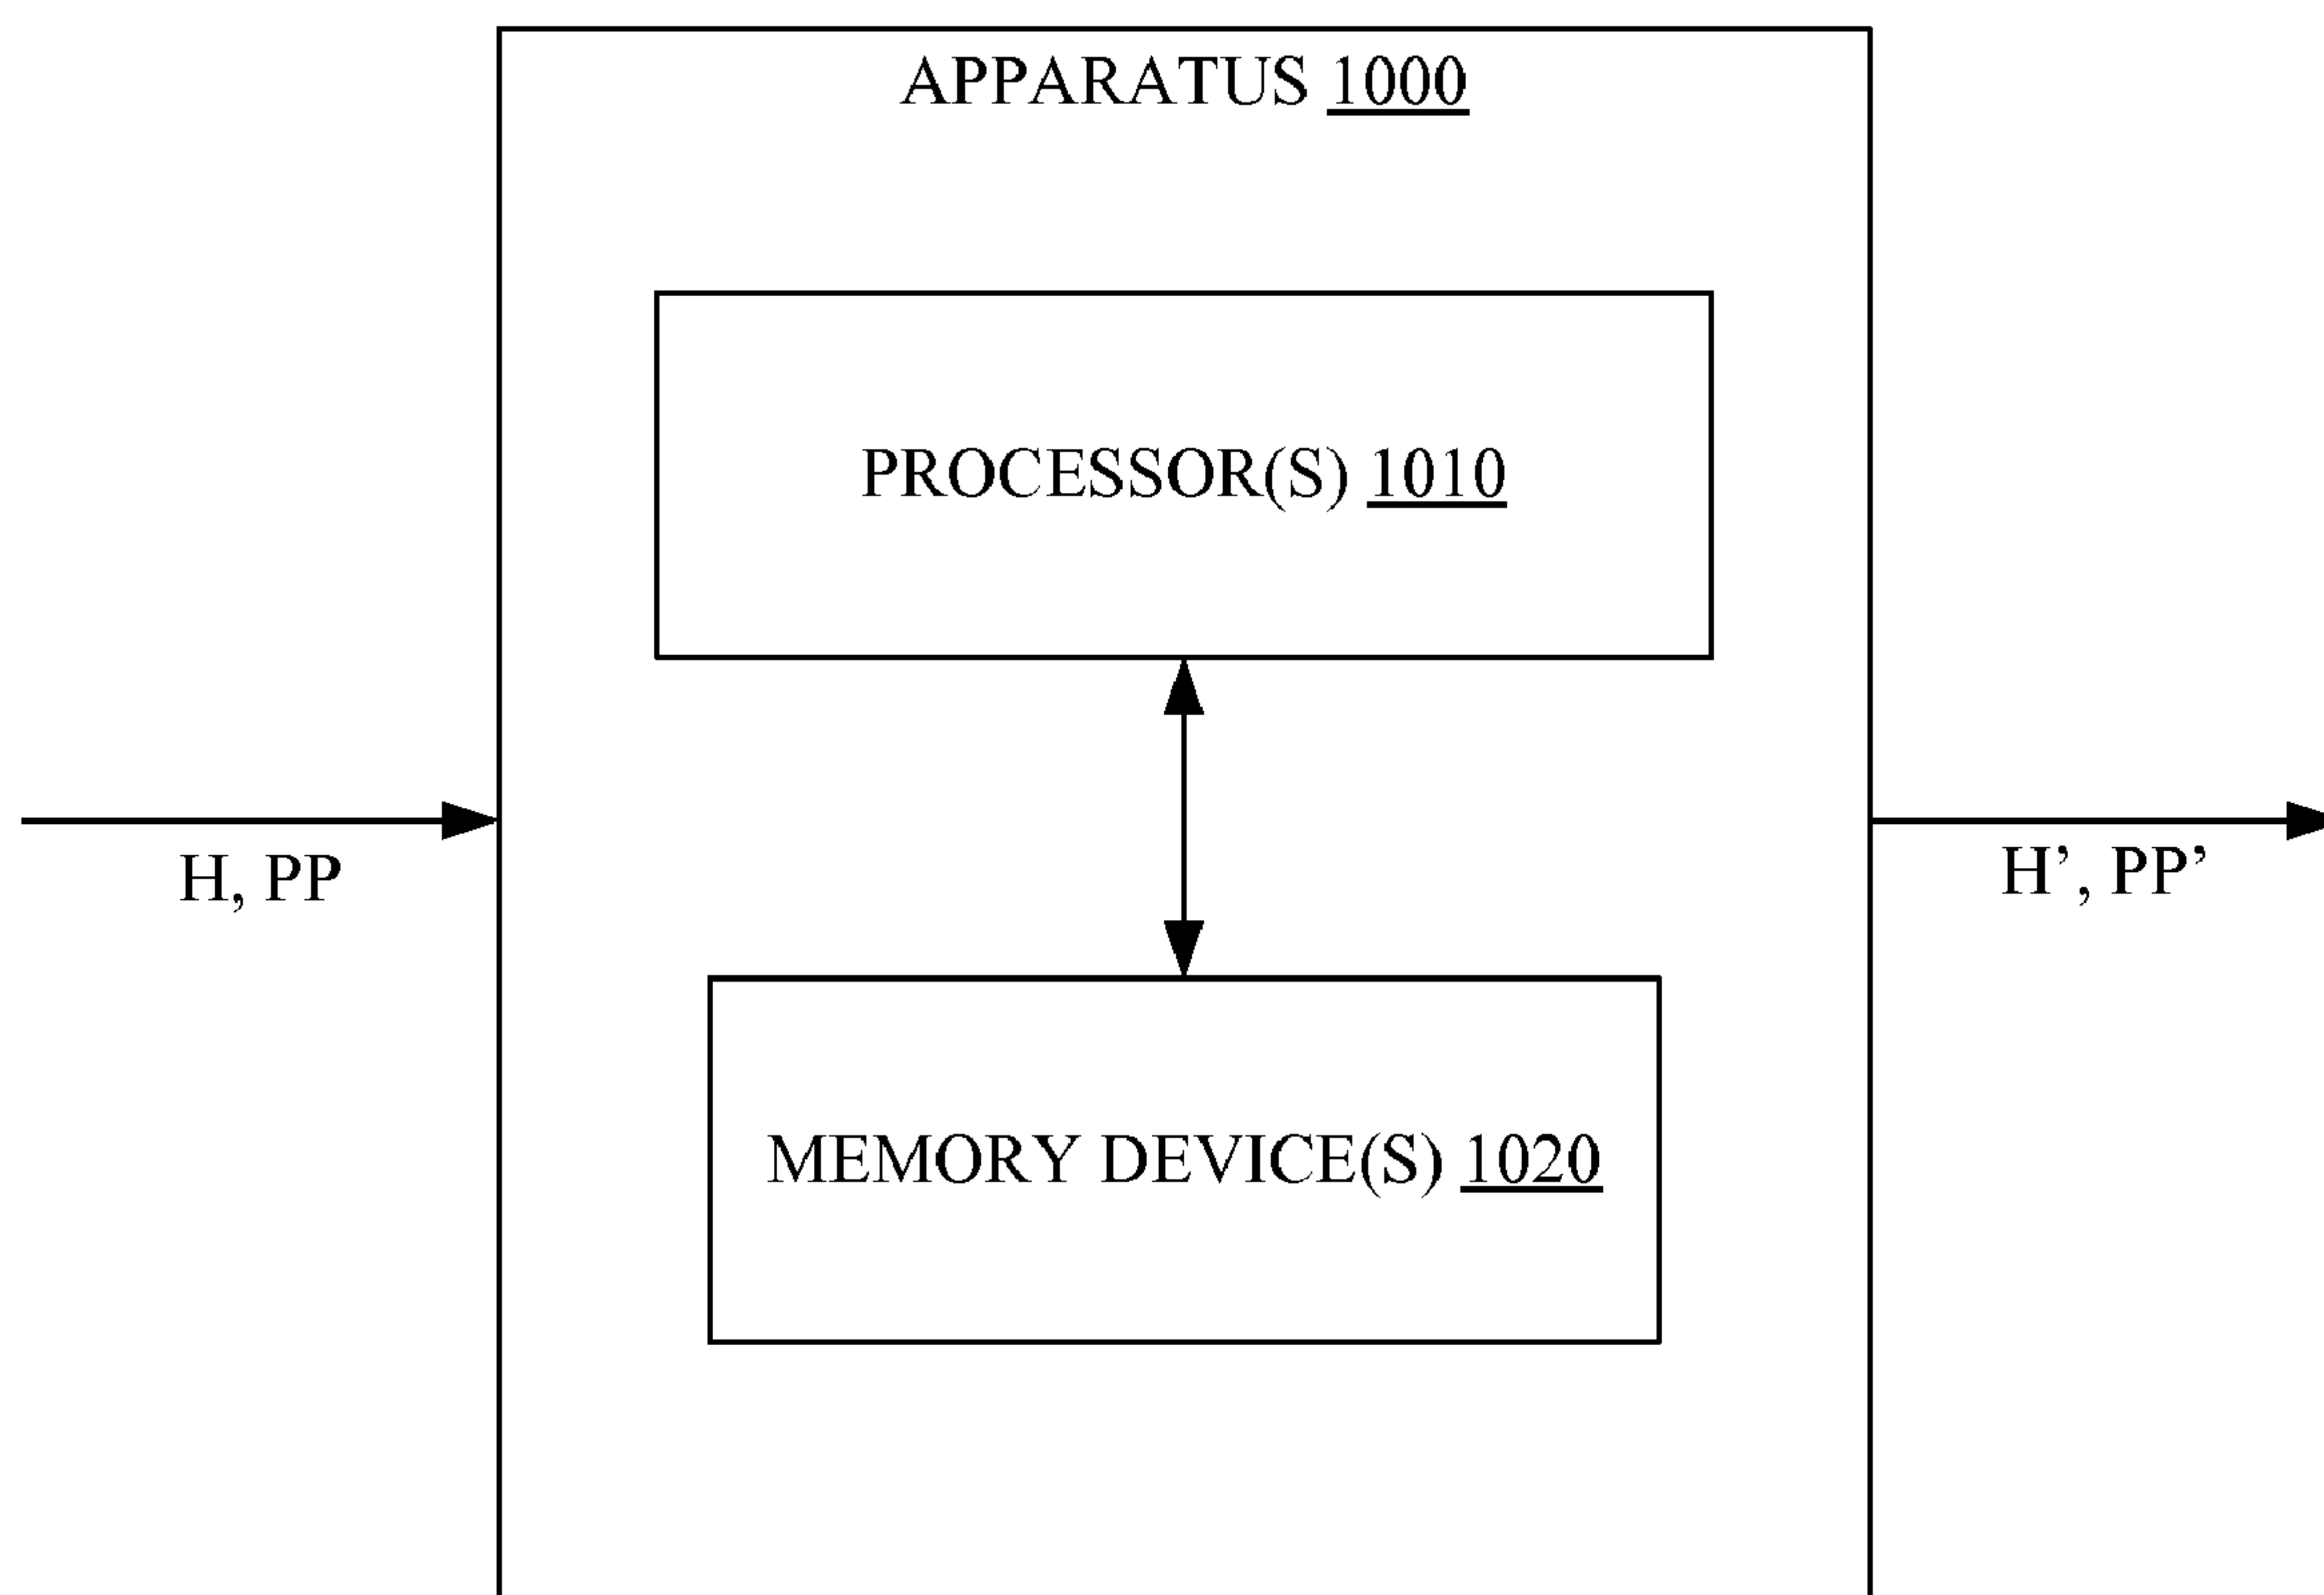 APPARATUS 1000
PROCESSOR(S) 1010
H, PP
H’, PP’
MEMORY DEVICE(S) 1020